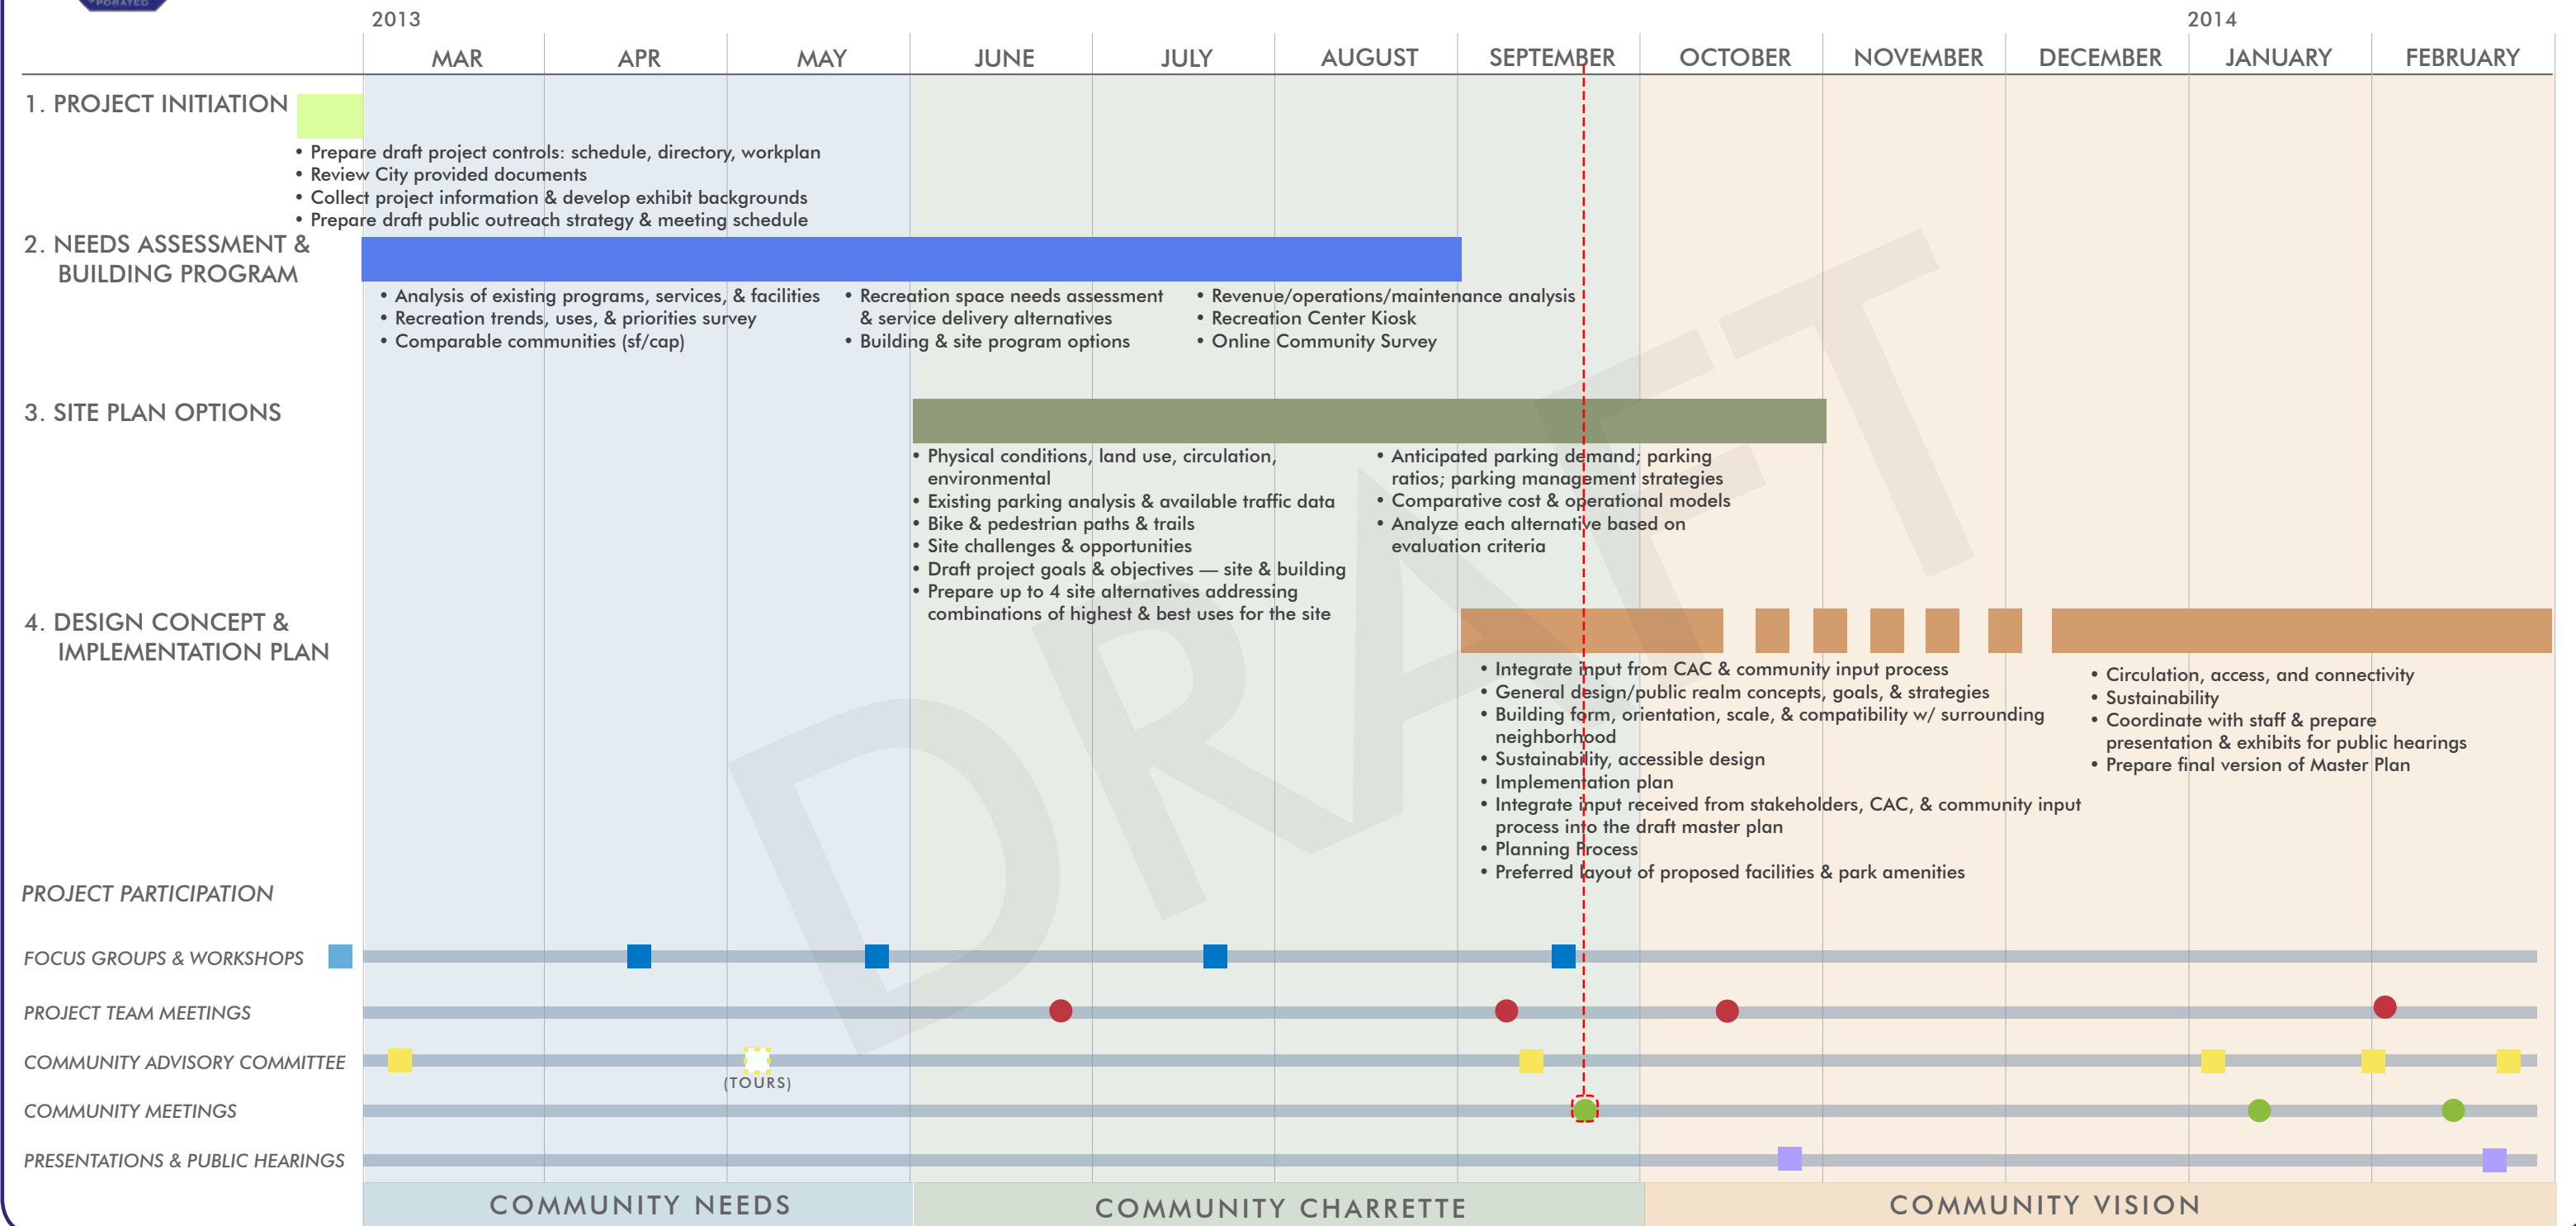 PORATED
2013
2014
MAR APR MAY JUNE JULY AUGUST SEPTEMBER OCTOBER NOVEMBER DECEMBER JANUARY FEBRUARY
1. PROJECT INITIATION
• Prepare draft project controls: schedule, directory, workplan
• Review City provided documents
• Collect project information & develop exhibit backgrounds
• Prepare draft public outreach strategy & meeting schedule
2. NEEDS ASSESSMENT &
BUILDING PROGRAM
• Analysis of existing programs, services, & facilities
• Recreation trends, uses, & priorities survey
• Comparable communities (sf/cap)
• Recreation space needs assessment
& service delivery alternatives
• Building & site program options
• Revenue/operations/maintenance analysis
• Recreation Center Kiosk
• Online Community Survey
3. SITE PLAN OPTIONS
• Physical conditions, land use, circulation,
environmental
• Existing parking analysis & available traffic data
• Bike & pedestrian paths & trails
• Site challenges & opportunities
• Draft project goals & objectives — site & building
• Prepare up to 4 site alternatives addressing
combinations of highest & best uses for the site
• Anticipated parking demand; parking
ratios; parking management strategies
• Comparative cost & operational models
• Analyze each alternative based on
evaluation criteria
4. DESIGN CONCEPT &
IMPLEMENTATION PLAN
• Integrate input from CAC & community input process
• General design/public realm concepts, goals, & strategies
• Building form, orientation, scale, & compatibility w/ surrounding
neighborhood
• Sustainability, accessible design
• Implementation plan
• Integrate input received from stakeholders, CAC, & community input
process into the draft master plan
• Planning Process
• Preferred layout of proposed facilities & park amenities
• Circulation, access, and connectivity
• Sustainability
• Coordinate with staff & prepare
presentation & exhibits for public hearings
• Prepare final version of Master Plan
DRAFT
PROJECT PARTICIPATION
FOCUS GROUPS & WORKSHOPS
PROJECT TEAM MEETINGS
COMMUNITY ADVISORY COMMITTEE
(TOURS)
COMMUNITY MEETINGS
PRESENTATIONS & PUBLIC HEARINGS
COMMUNITY NEEDS
COMMUNITY CHARRETTE
COMMUNITY VISION